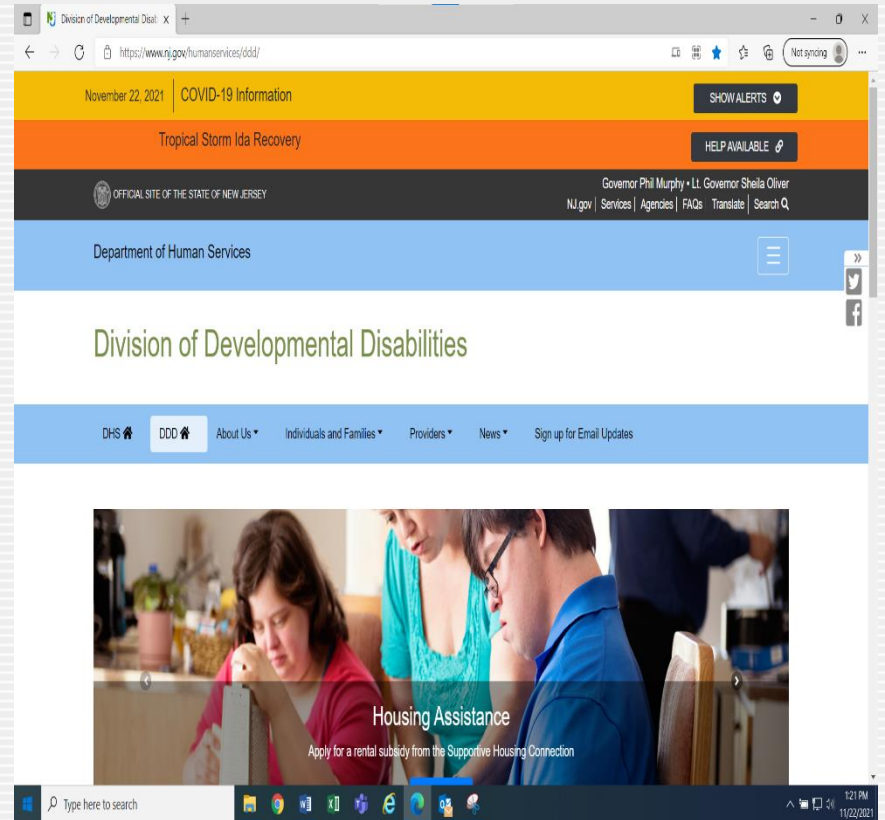 Division of Developmental Disat
https://www.nj.gov/humanservices/ddd/
Not syncing
November 22, 2021 COVID-19 Information
SHOW ALERTS
Tropical Storm Ida Recovery
HELP AVAILABLE
OFFICIAL SITE OF THE STATE OF NEW JERSEY
Governor Phil Murphy • Lt. Governor Sheila Oliver
NJ.gov | Services | Agencies | FAQs Translate | Search
Department of Human Services
Division of Developmental Disabilities
DHS DDD About Us Individuals and Families Providers News Sign up for Email Updates
Housing Assistance
Apply for a rental subsidy from the Supportive Housing Connection
Type here to search
1:21 PM
11/22/2021